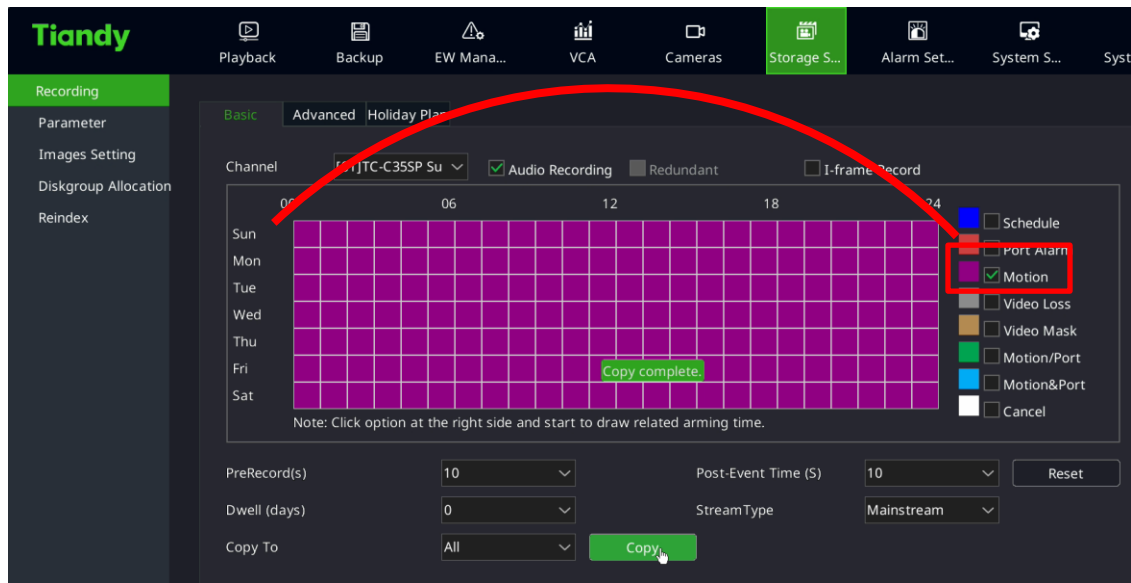 Tiandy
Playback Backup EW Mana... VCA Cameras Storage S... Alarm Set... System S... Syst
Recording
Parameter
Images Setting
Diskgroup Allocation
Reindex
Basic Advanced Holiday Plan
Channel TC-C35SP Su Audio Recording Redundant I-frame Record
00 06 12 18 24
Sun
Mon
Tue
Wed
Thu
Fri
Sat
Schedule
Port Alarm
Motion
Video Loss
Video Mask
Motion/Port
Motion&Port
Cancel
Copy complete.
Note: Click option at the right side and start to draw related arming time.
PreRecord(s) 10 Post-Event Time (S) 10 Reset
Dwell (days) 0 StreamType Mainstream
Copy To All Copy